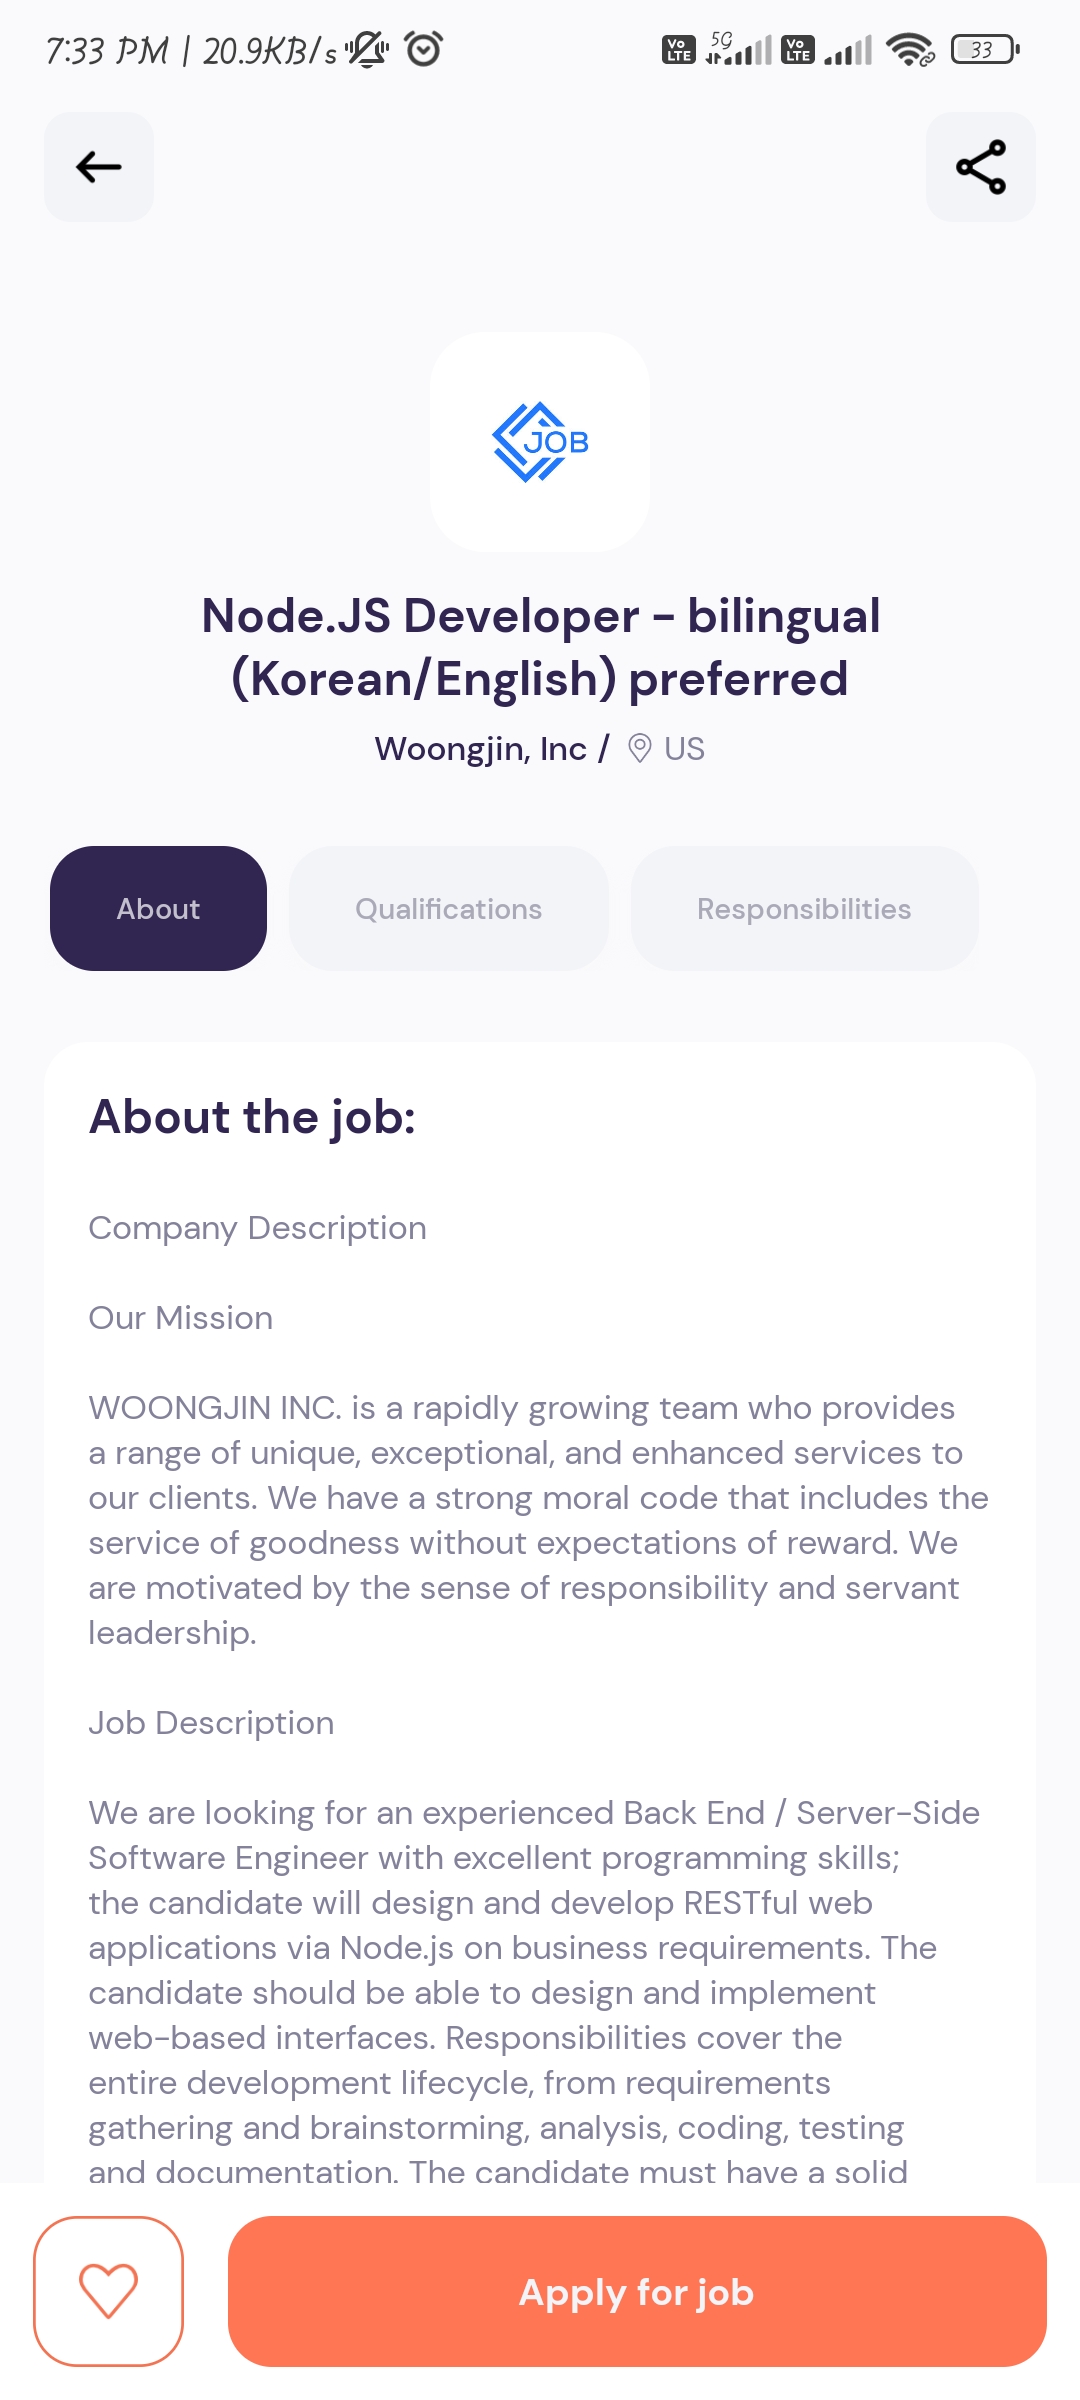 7:33 PM | 20.9KB/s
Vo LTE 5G Vo LTE 33
JOB
Node.JS Developer - bilingual
(Korean/English) preferred
Woongjin, Inc / US
About Qualifications Responsibilities
About the job:
Company Description
Our Mission
WOONGJIN INC. is a rapidly growing team who provides
a range of unique, exceptional, and enhanced services to
our clients. We have a strong moral code that includes the
service of goodness without expectations of reward. We
are motivated by the sense of responsibility and servant
leadership.
Job Description
We are looking for an experienced Back End / Server-Side
Software Engineer with excellent programming skills;
the candidate will design and develop RESTful web
applications via Node.js on business requirements. The
candidate should be able to design and implement
web-based interfaces. Responsibilities cover the
entire development lifecycle, from requirements
gathering and brainstorming, analysis, coding, testing
and documentation. The candidate must have a solid
Apply for job